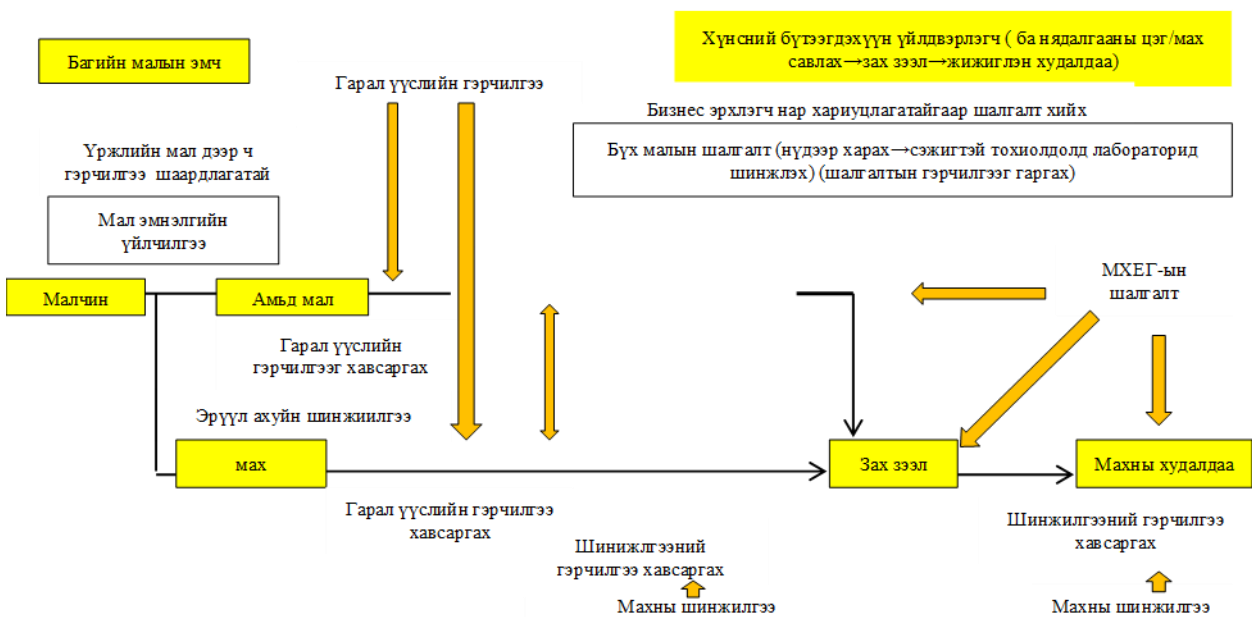 Багийн малын эмч
Хүнсний бүтээгдэхүүн үйлдвэрлэгч ( ба нядалгааны цэг/мах
савлах→зах зээл→жижиглэн худалдаа)
Гарал үүслийн гэрчилгээ
Бизнес эрхлэгч нар хариуцлагатайгаар шалгалт хийх
Бүх малын шалгалт (нүдээр харах→сэжигтэй тохиолдолд лабораторид
шинжлэх) (шалгалтын гэрчилгээг гаргах)
Үржлийн мал дээр ч
гэрчилгээ шаардлагатай
Мал эмнэлгийн
үйлчилгээ
МХЕГ-ын
шалгалт
Малчин
Амьд мал
Гарал үүслийн
гэрчилгээг хавсаргах
Эрүүл ахуйн шинжиилгээ
мах
Зах зээл
Махны худалдаа
Гарал үүслийн гэрчилгээ
хавсаргах
Шинжилгээний гэрчилгээ
хавсаргах
Шинижлгээний
гэрчилгээ хавсаргах
Махны шинжилгээ
Махны шинжилгээ